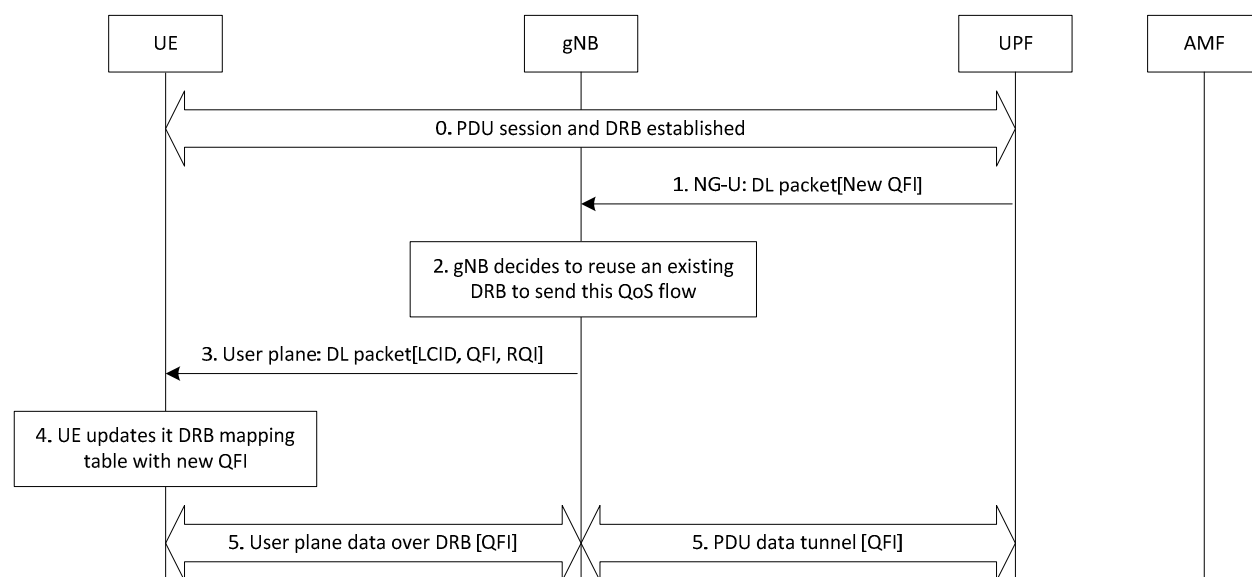 UE
gNB
UPF
AMF
0. PDU session and DRB established
1. NG-U: DL packet[New QFI]
2. gNB decides to reuse an existing
DRB to send this QoS flow
3. User plane: DL packet[LCID, QFI, RQI]
4. UE updates it DRB mapping
table with new QFI
5. User plane data over DRB [QFI]
5. PDU data tunnel [QFI]